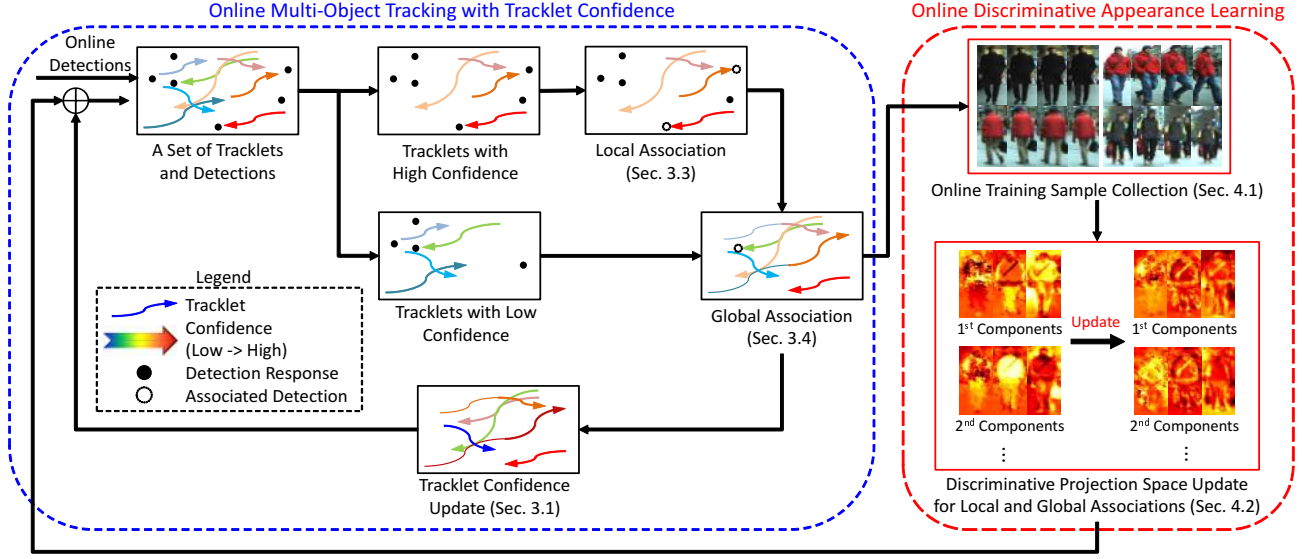 Online Multi-Object Tracking with Tracklet Confidence
Online Discriminative Appearance Learning
Online
Detections
A Set of Tracklets
and Detections
Tracklets with
High Confidence
Local Association
(Sec. 3.3)
Online Training Sample Collection (Sec. 4.1)
Legend
Tracklet
Confidence
(Low -> High)
Detection Response
Associated Detection
Tracklets with Low
Confidence
Global Association
(Sec. 3.4)
Tracklet Confidence
Update (Sec. 3.1)
1st Components
Update
1st Components
2nd Components
2nd Components
⋮ ⋮
Discriminative Projection Space Update
for Local and Global Associations (Sec. 4.2)